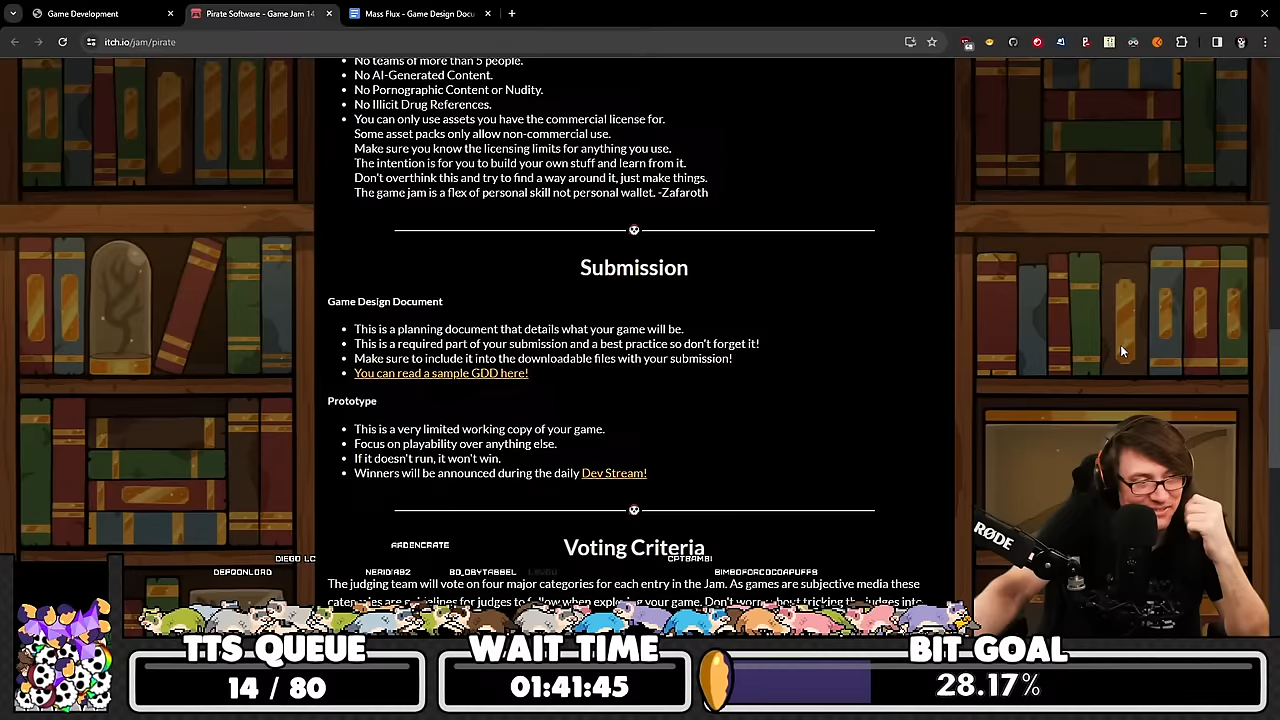 Game Development
Pirate Software - Game Jam 14
Mass Flux - Game Design Docu
itch.io/jam/pirate
No teams of more than 5 people.
No AI-Generated Content.
No Pornographic Content or Nudity.
No Illicit Drug References.
You can only use assets you have the commercial license for.
Some asset packs only allow non-commercial use.
Make sure you know the licensing limits for anything you use.
The intention is for you to build your own stuff and learn from it.
Don't overthink this and try to find a way around it, just make things.
The game jam is a flex of personal skill not personal wallet. -Zafaroth
Submission
Game Design Document
This is a planning document that details what your game will be.
This is a required part of your submission and a best practice so don't forget it!
Make sure to include it into the downloadable files with your submission!
You can read a sample GDD here!
Prototype
This is a very limited working copy of your game.
Focus on playability over anything else.
If it doesn't run, it won't win.
Winners will be announced during the daily Dev Stream!
RØDE
Voting Criteria
AADENCRATE
DIEGO LC
CPTBAMBI
DEFQONLORD
NERIDIABZ
BO_OBYTASSEL
BIMBOFORCOCOAPUFFS
The judging team will vote on four major categories for each entry in the Jam. As games are subjective media these
TTS QUEUE
14 / 80
WAIT TIME
01:41:45
BIT GOAL
28.17%